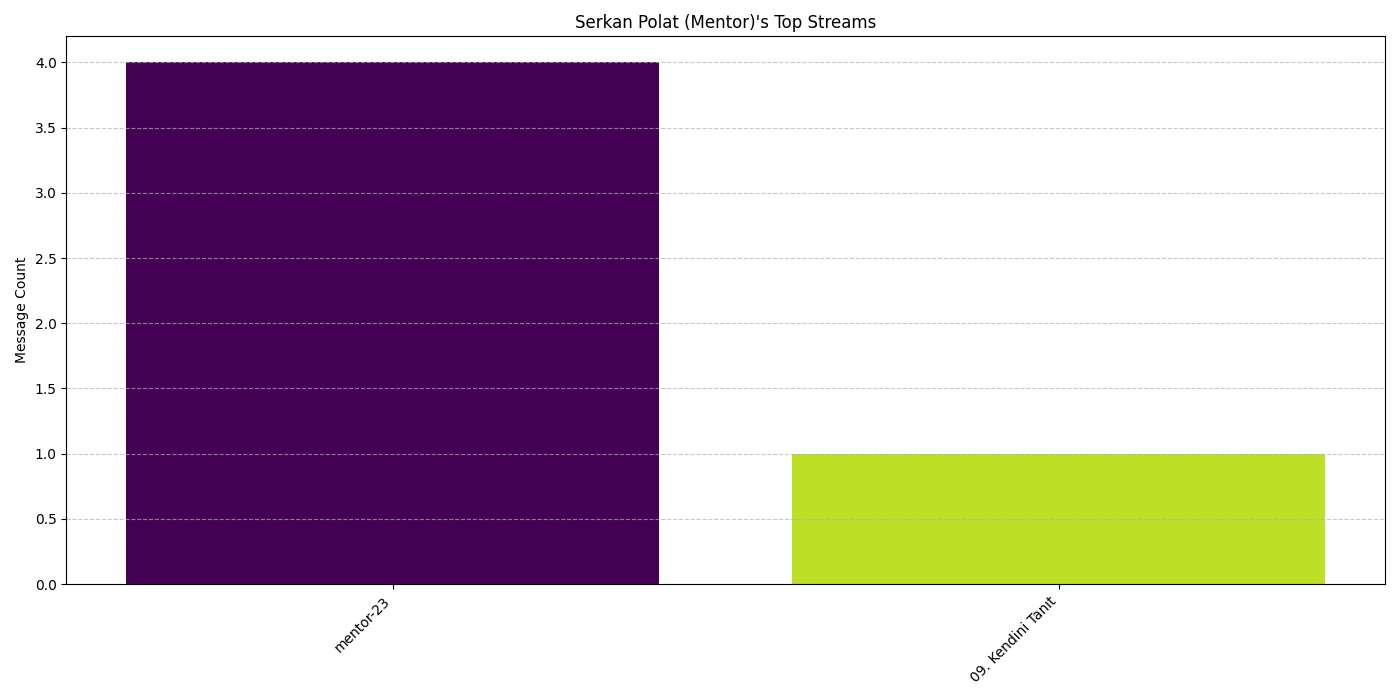 Serkan Polat (Mentor)'s Top Streams
Message Count
4.0
3.5
3.0
2.5
2.0
1.5
1.0
0.5
0.0
mentor-23
09. Kendini Tanıt